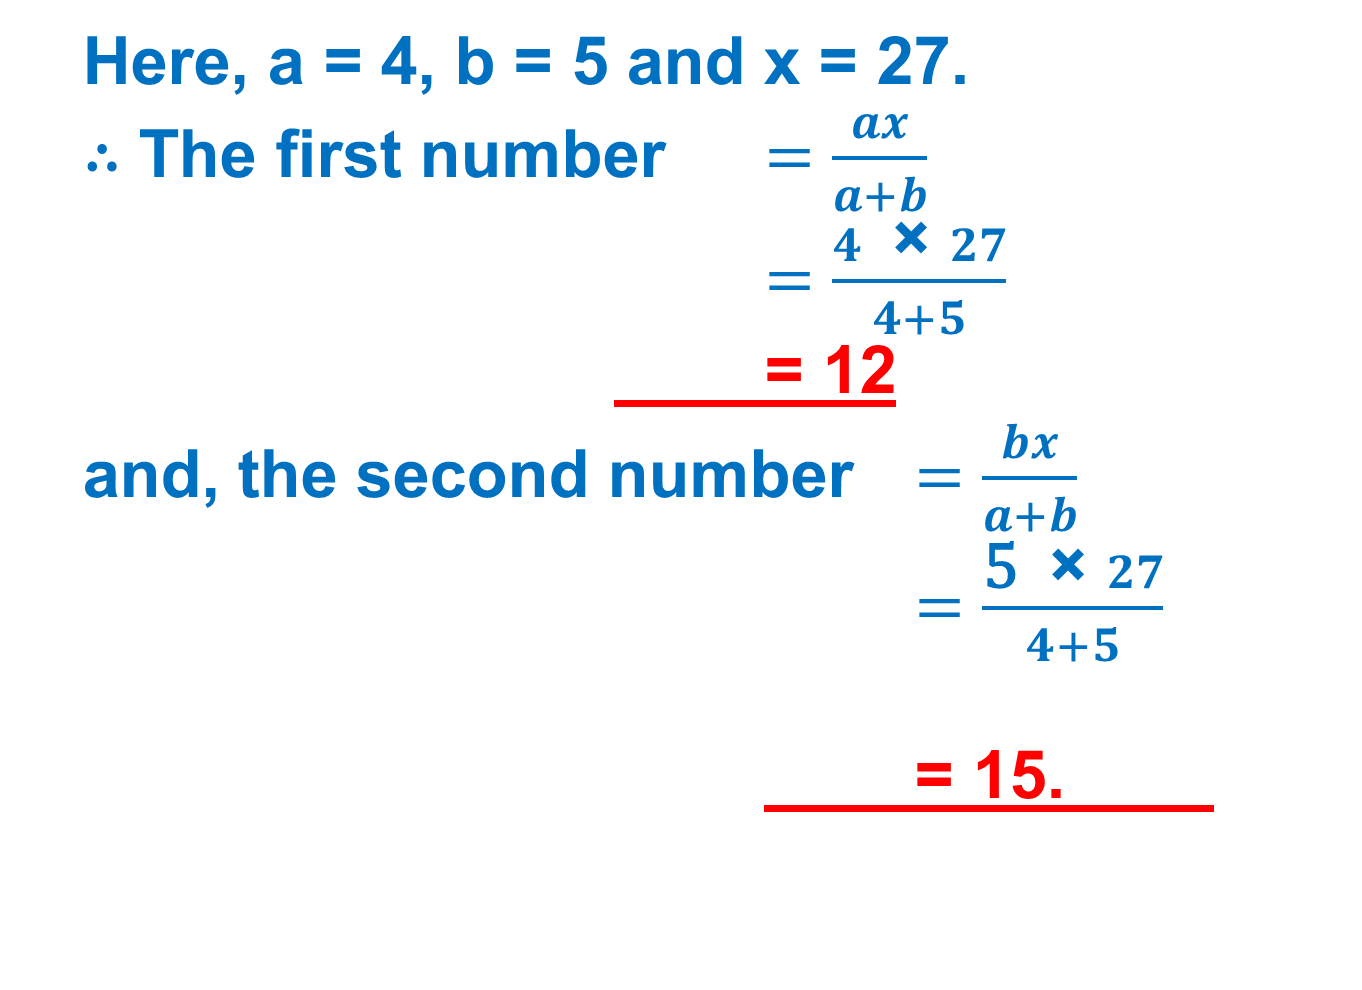 Here, a = 4, b = 5 and x = 27.
∴ The first number = ax/a+b
= 4 × 27/4+5
= 12
and, the second number = bx/a+b
= 5 × 27/4+5
= 15.